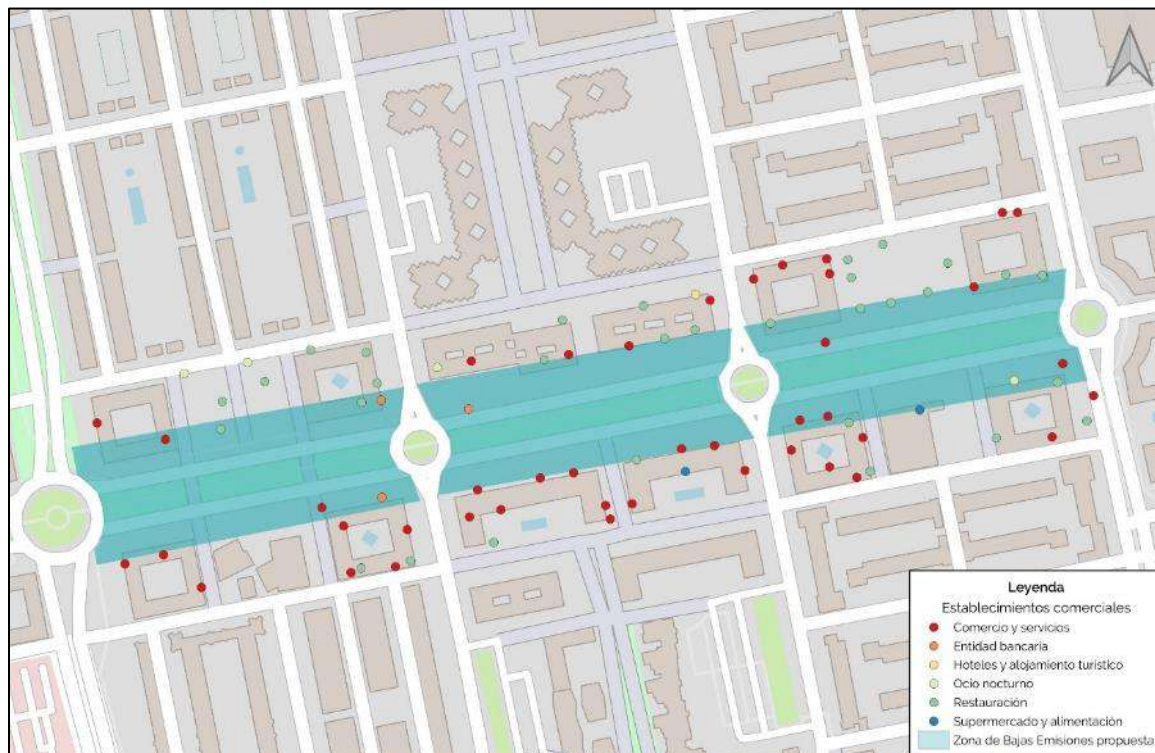 Leyenda
Establecimientos comerciales
Comercio y servicios
Entidad bancaria
Hoteles y alojamiento turístico
Ocio nocturno
Restauración
Supermercado y alimentación
Zona de Bajas Emisiones propuesta